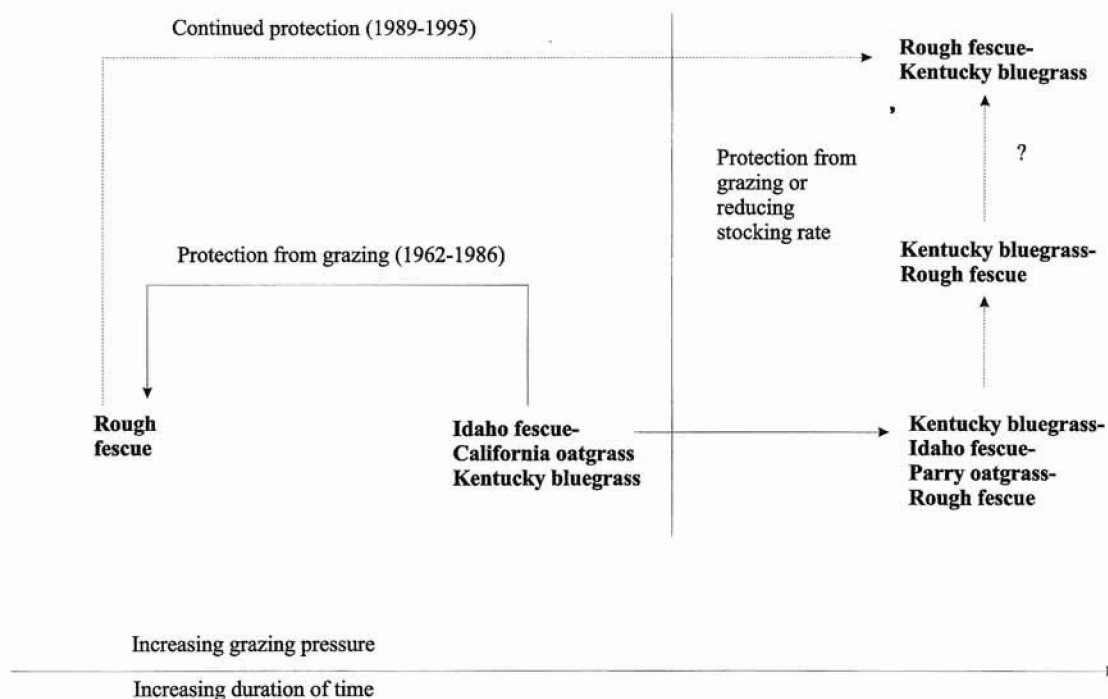 Continued protection (1989-1995)
Rough fescue-
Kentucky bluegrass
Protection from
grazing or
reducing
stocking rate
?
Protection from grazing (1962-1986)
Kentucky bluegrass-
Rough fescue
Rough
fescue
Idaho fescue-
California oatgrass
Kentucky bluegrass
Kentucky bluegrass-
Idaho fescue-
Parry oatgrass-
Rough fescue
Increasing grazing pressure
Increasing duration of time